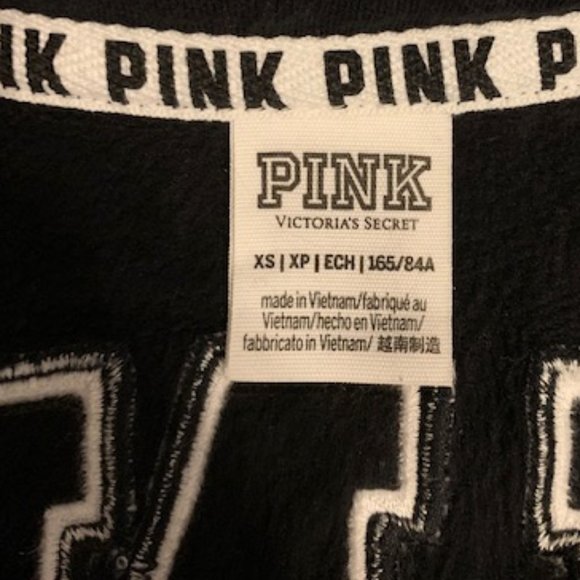 NK PINK PINK P
PINK
VICTORIA'S SECRET
XS | XP | ECH | 165/84A
made in Vietnam/fabriqué au
Vietnam/hecho en Vietnam/
fabbricato in Vietnam/ 越南制造